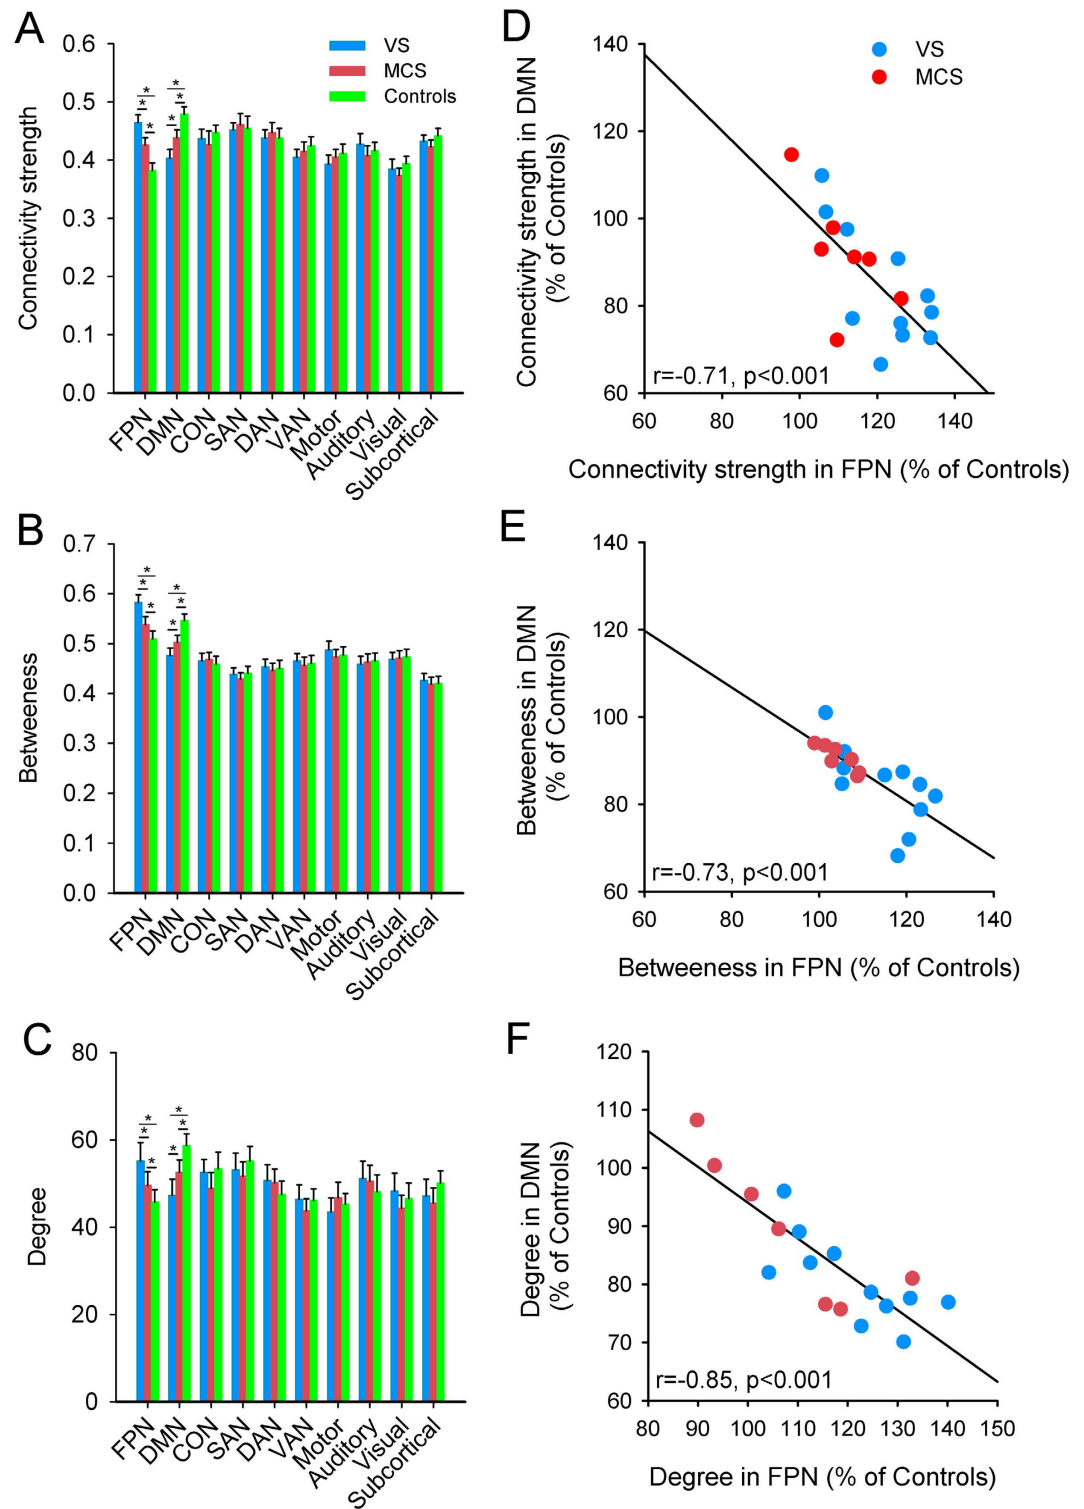 A
0.6
0.5
0.4
0.3
0.2
0.1
0.0
Connectivity strength
VS
MCS
Controls
*
* *
* *
*
FPN
DMN
CON
SAN
DAN
VAN
Motor
Auditory
Visual
Subcortical
D
140
120
100
80
60
Connectivity strength in DMN
(% of Controls)
VS
MCS
r=-0.71, p<0.001
60 80 100 120 140
Connectivity strength in FPN (% of Controls)
B
0.7
0.6
0.5
0.4
0.3
0.2
0.1
0.0
Betweeness
*
* *
* *
*
FPN
DMN
CON
SAN
DAN
VAN
Motor
Auditory
Visual
Subcortical
E
140
120
100
80
60
Betweeness in DMN
(% of Controls)
r=-0.73, p<0.001
60 80 100 120 140
Betweeness in FPN (% of Controls)
C
80
60
40
20
0
Degree
*
* *
* *
*
FPN
DMN
CON
SAN
DAN
VAN
Motor
Auditory
Visual
Subcortical
F
120
110
100
90
80
70
60
Degree in DMN
(% of Controls)
r=-0.85, p<0.001
80 90 100 110 120 130 150
Degree in FPN (% of Controls)